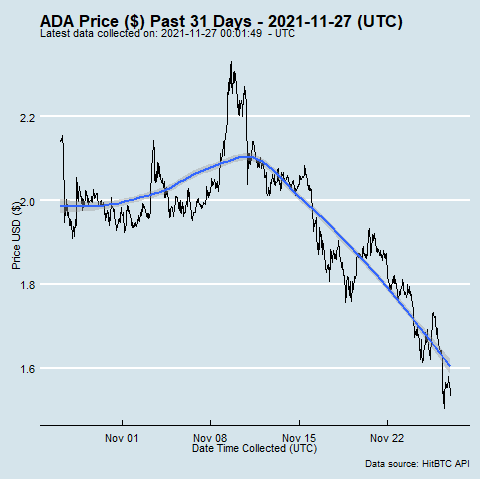 ADA Price ($) Past 31 Days - 2021-11-27 (UTC)
Latest data collected on: 2021-11-27 00:01:49  - UTC
Price USD ($)
2.2
2.0
1.8
1.6
Nov 01
Nov 08
Nov 15
Nov 22
Date Time Collected (UTC)
Data source: HitBTC API